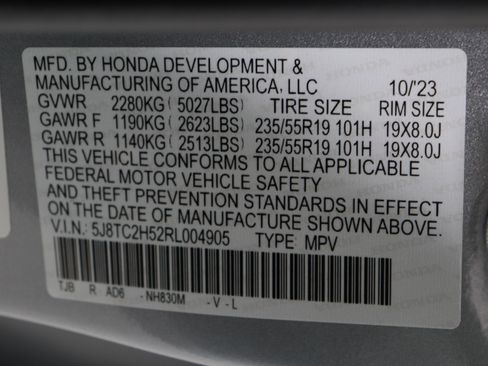 MFD. BY HONDA DEVELOPMENT &
MANUFACTURING OF AMERICA, LLC 10/'23
GVWR 2280KG(5027LBS) TIRE SIZE RIM SIZE
GAWR F 1190KG(2623LBS) 235/55R19 101H 19X8.0J
GAWR R 1140KG(2513LBS) 235/55R19 101H 19X8.0J
THIS VEHICLE CONFORMS TO ALL APPLICABLE
FEDERAL MOTOR VEHICLE SAFETY
AND THEFT PREVENTION STANDARDS IN EFFECT
ON THE DATE OF MANUFACTURE SHOWN ABOVE.
V.I.N.: 5J8TC2H52RL004905 TYPE: MPV
TJB R AD6 -NH830M -V-L